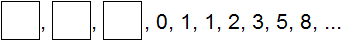 □, □, □, 0, 1, 1, 2, 3, 5, 8, ...